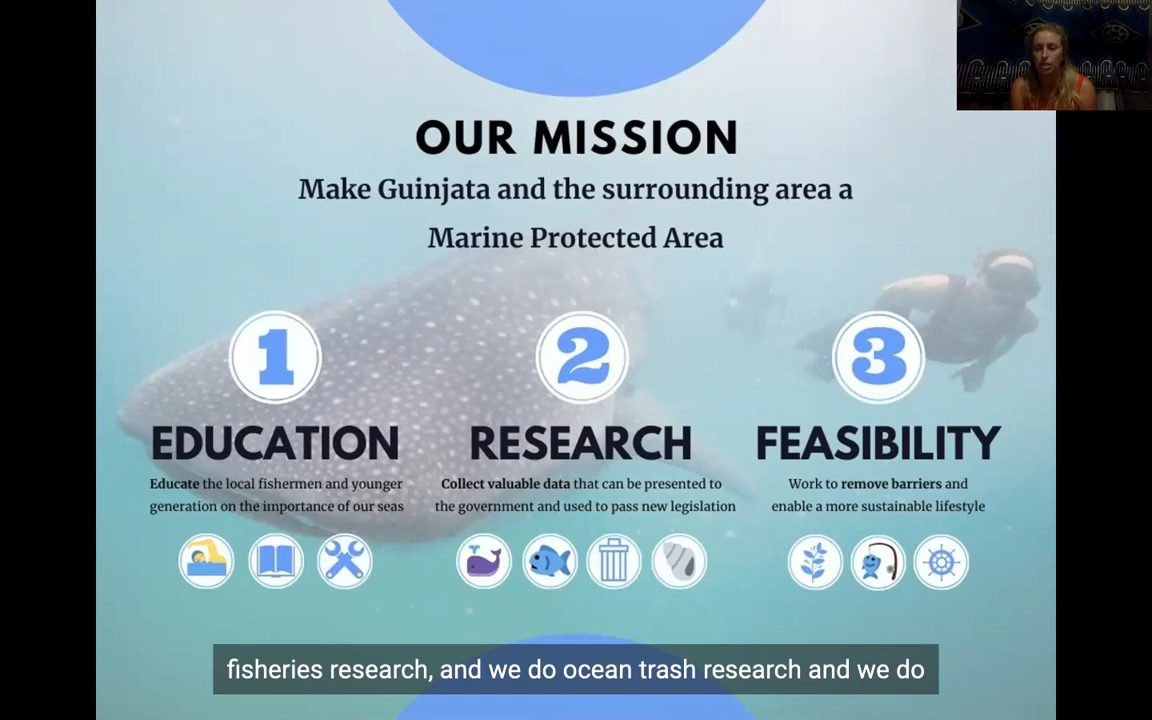 OUR MISSION
Make Guinjata and the surrounding area a
Marine Protected Area
1
2
3
EDUCATION
RESEARCH
FEASIBILITY
Educate the local fishermen and younger
generation on the importance of our seas
Collect valuable data that can be presented to
the government and used to pass new legislation
Work to remove barriers and
enable a more sustainable lifestyle
fisheries research, and we do ocean trash research and we do